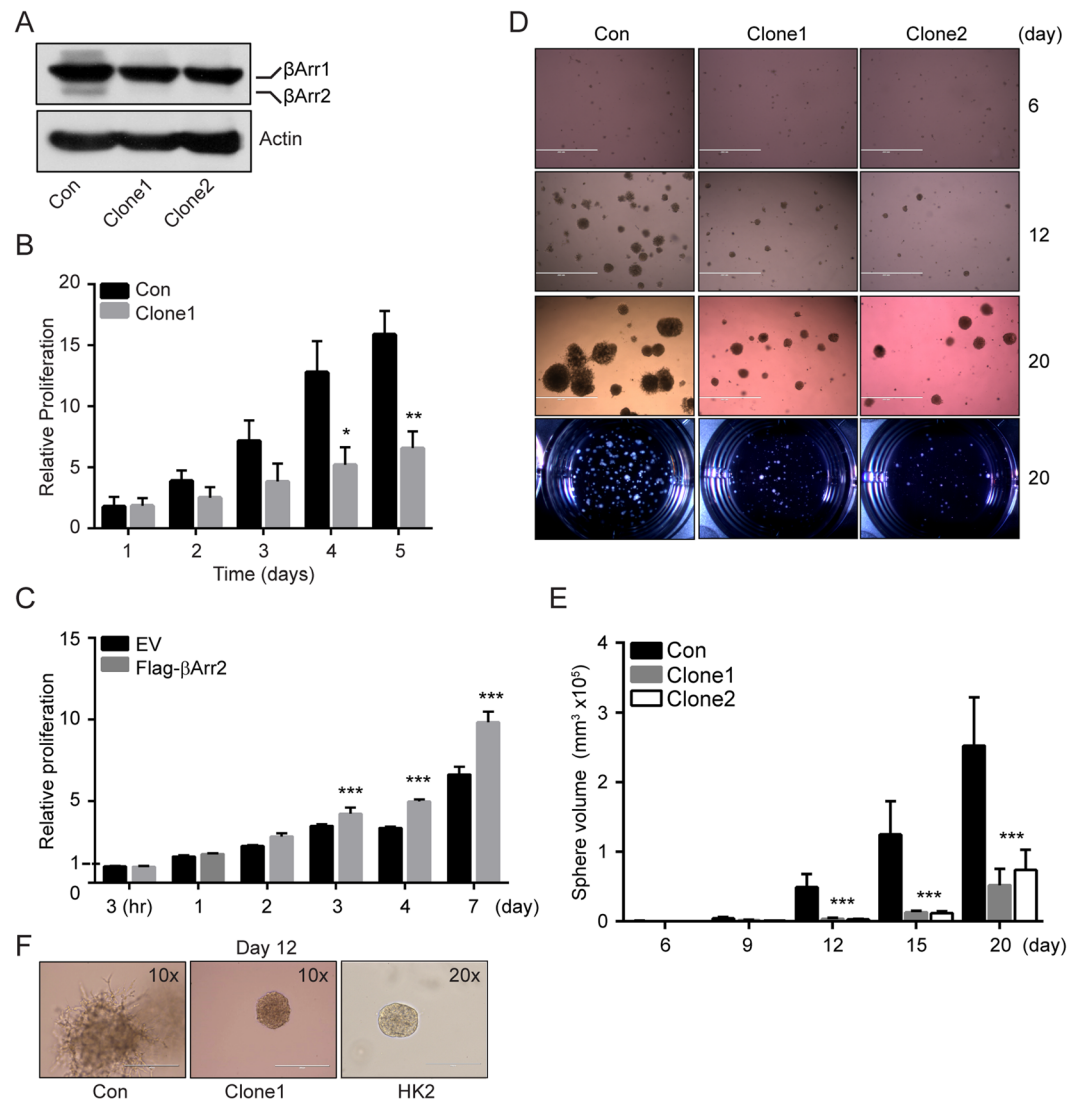 A
βArr1
βArr2
Actin
Con
Clone1
Clone2
B
20
15
10
5
0
Relative Proliferation
Con
Clone1
*
**
1
2
3
4
5
Time (days)
C
15
10
5
1
0
Relative proliferation
EV
Flag-βArr2
***
***
***
3 (hr)
1
2
3
4
7
(day)
D
Con
Clone1
Clone2
(day)
6
12
20
20
E
4
3
2
1
0
Sphere volume (mm³ x10⁵)
Con
Clone1
Clone2
***
***
***
6
9
12
15
20
(day)
F
Day 12
10x
10x
20x
Con
Clone1
HK2